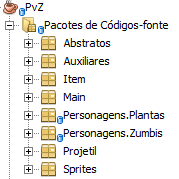 PvZ
Pacotes de Códigos-fonte
Abstratos
Auxiliares
Item
Main
Personagens.Plantas
Personagens.Zumbis
Projetil
Sprites